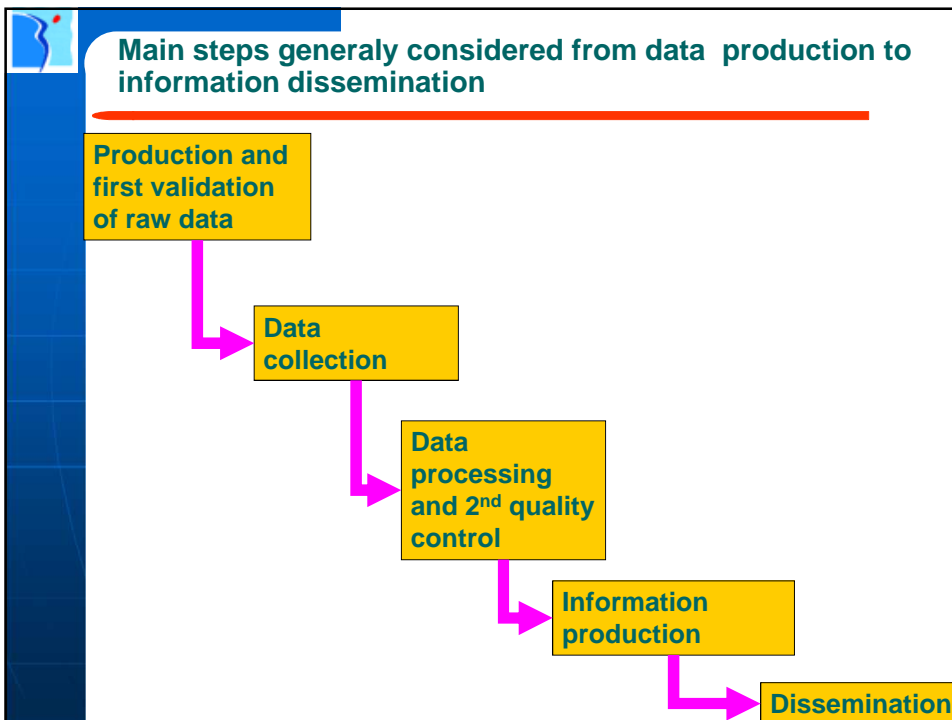 Main steps generaly considered from data production to
information dissemination
Production and
first validation
of raw data
Data
collection
Data
processing
and 2nd quality
control
Information
production
Dissemination